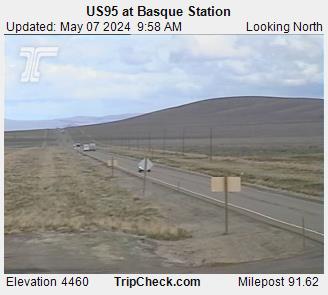 US95 at Basque Station
Updated: May 07 2024 9:58 AM
Looking North
Elevation 4460
TripCheck.com
Milepost 91.62